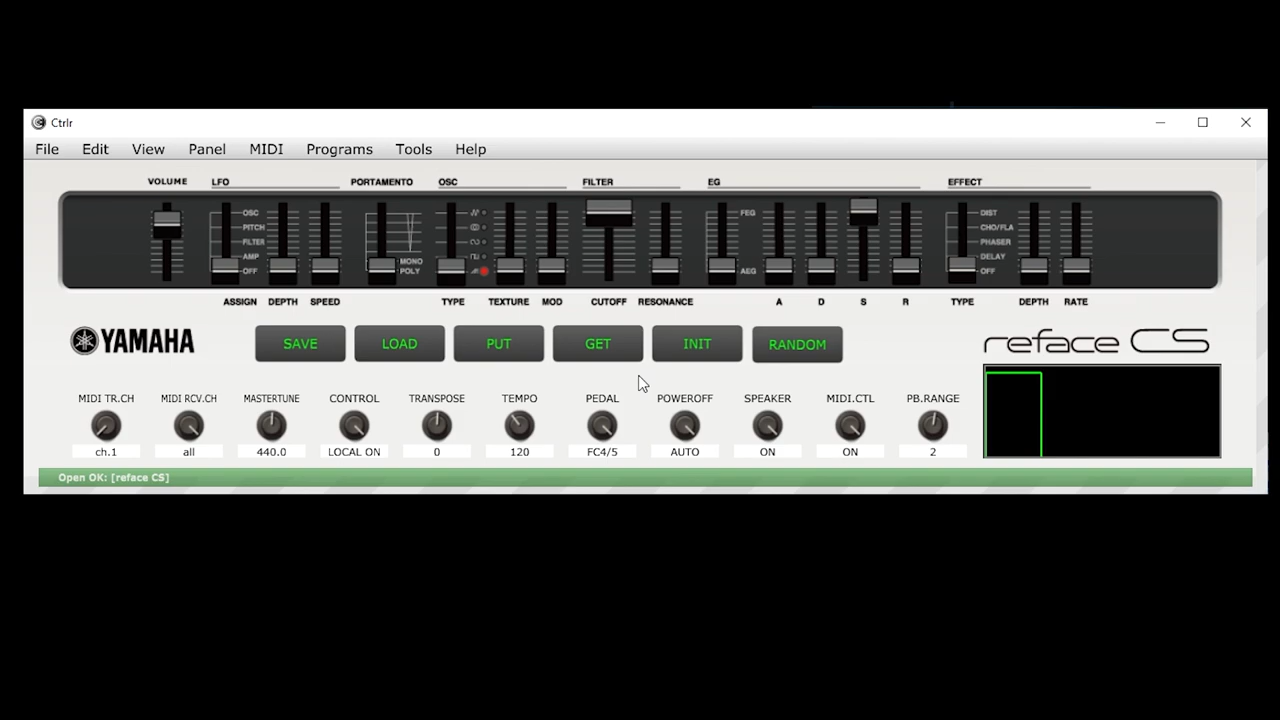 Ctrlr
File Edit View Panel MIDI Programs Tools Help
VOLUME LFO PORTAMENTO OSC FILTER EG EFFECT
OSC FEG DIST
PITCH CHO/FLA
FILTER PHASER
AMP MONO DELAY
OFF POLY AEG OFF
ASSIGN DEPTH SPEED TYPE TEXTURE MOD CUTOFF RESONANCE A D S R TYPE DEPTH RATE
YAMAHA SAVE LOAD PUT GET INIT RANDOM reface CS
MIDI TR.CH MIDI RCV.CH MASTERTUNE CONTROL TRANSPOSE TEMPO PEDAL POWEROFF SPEAKER MIDI.CTL PB.RANGE
ch.1 all 440.0 LOCAL ON 0 120 FC4/5 AUTO ON ON 2
Open OK: [reface CS]